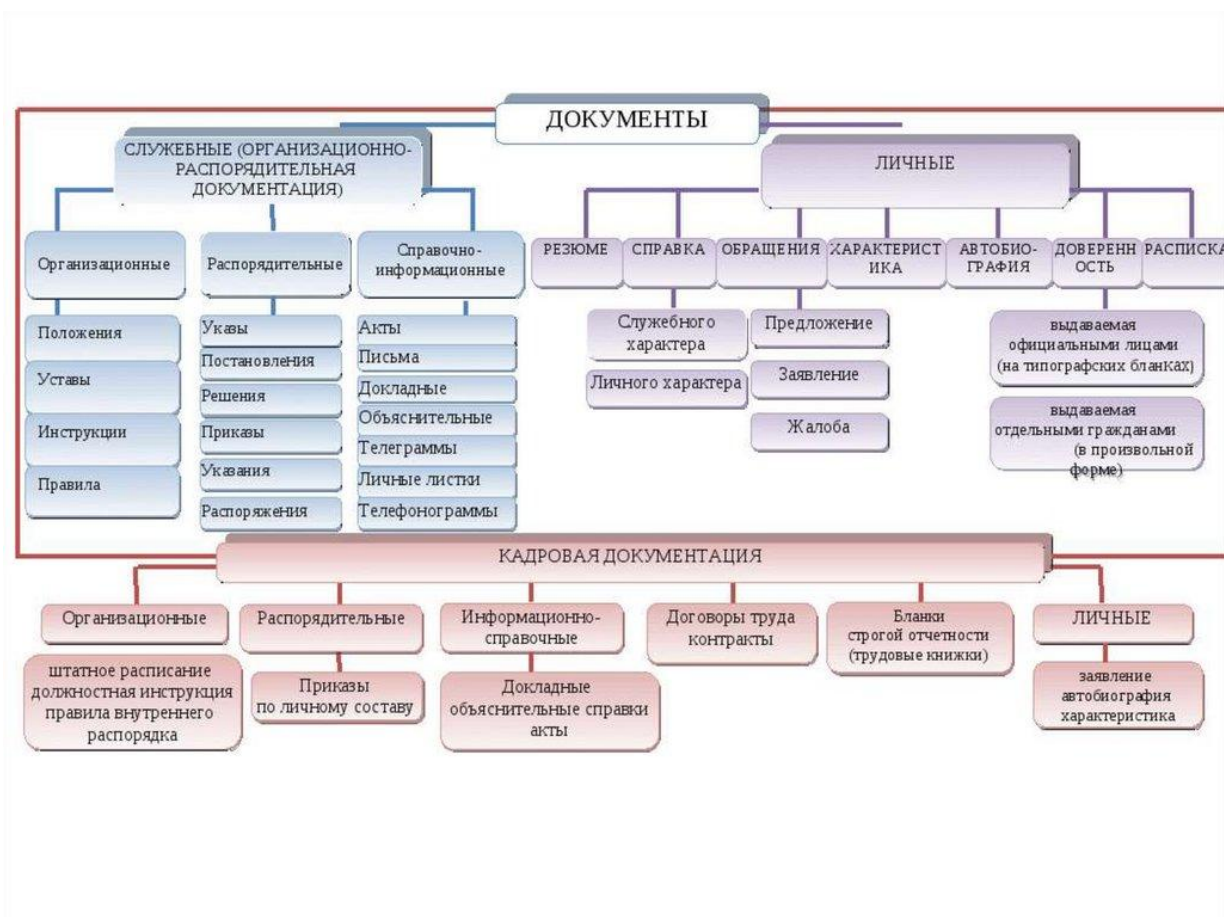 ДОКУМЕНТЫ
СЛУЖЕБНЫЕ (ОРГАНИЗАЦИОННО-
РАСПОРЯДИТЕЛЬНАЯ
ДОКУМЕНТАЦИЯ)
ЛИЧНЫЕ
Организационные
Распорядительные
Справочно-
информационные
РЕЗЮМЕ
СПРАВКА
ОБРАЩЕНИЯ
ХАРАКТЕРИСТ
ИКА
АВТОБИО-
ГРАФИЯ
ДОВЕРЕНН
ОСТЬ
РАСПИСКА
Положения
Уставы
Инструкции
Правила
Указы
Постановления
Решения
Приказы
Указания
Распоряжения
Акты
Письма
Докладные
Объяснительные
Телеграммы
Личные листки
Телефонограммы
Служебного
характера
Личного характера
Предложение
Заявление
Жалоба
выдаваемая
официальными лицами
(на типографских бланках)
выдаваемая
отдельными гражданами
(в произвольной
форме)
КАДРОВАЯ ДОКУМЕНТАЦИЯ
Организационные
Распорядительные
Информационно-
справочные
Договоры труда
контракты
Бланки
строгой отчетности
(трудовые книжки)
ЛИЧНЫЕ
штатное расписание
должностная инструкция
правила внутреннего
распорядка
Приказы
по личному составу
Докладные
объяснительные справки
акты
заявление
автобиография
характеристика